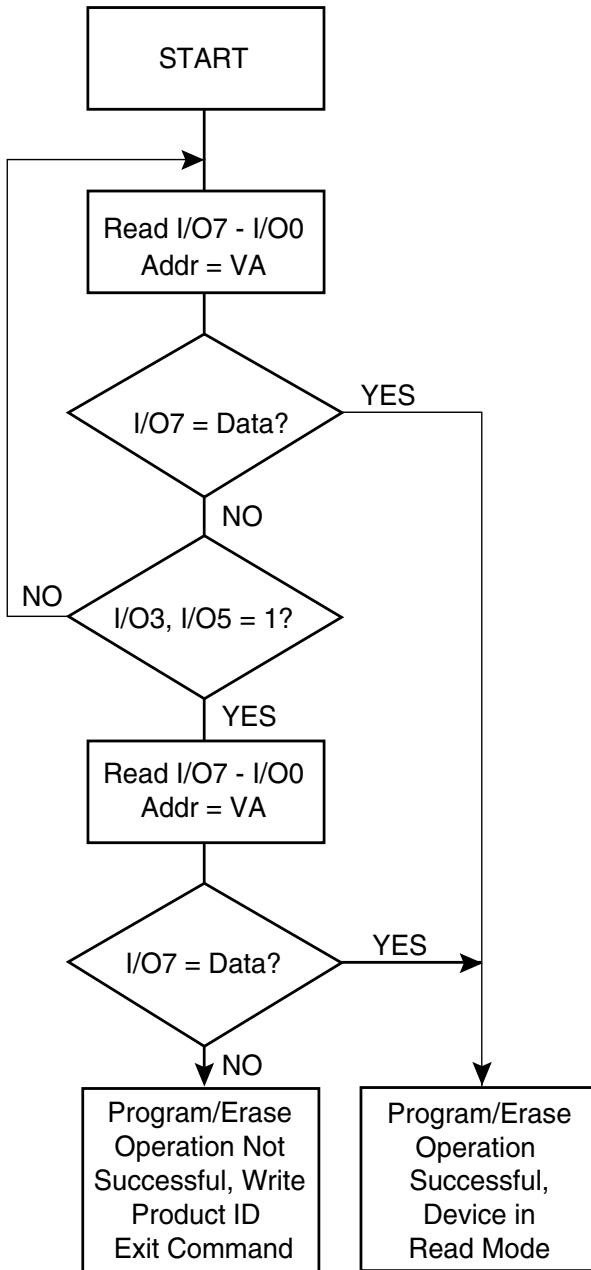 START
Read I/O7 - I/O0
Addr = VA
I/O7 = Data?
YES
NO
NO
I/O3, I/O5 = 1?
YES
Read I/O7 - I/O0
Addr = VA
I/O7 = Data?
YES
NO
Program/Erase
Operation Not
Successful, Write
Product ID
Exit Command
Program/Erase
Operation
Successful,
Device in
Read Mode